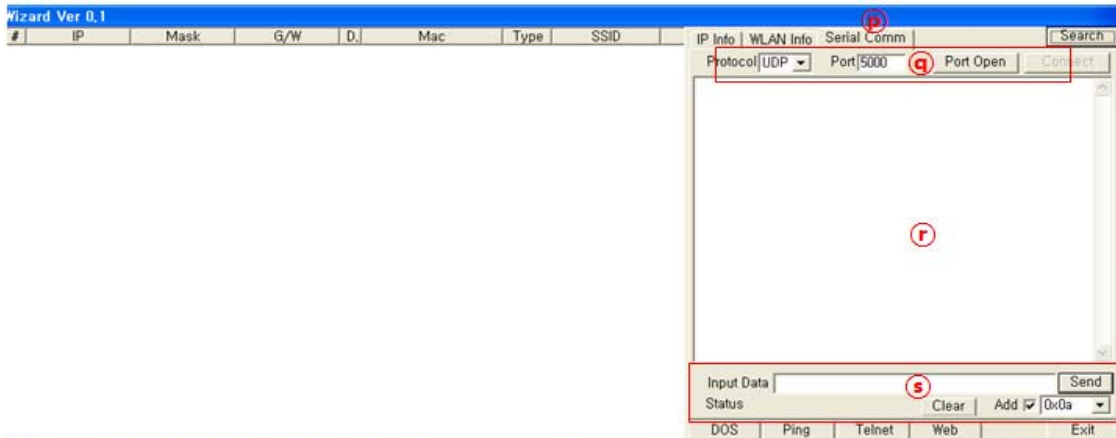 Wizard Ver 0,1
# IP Mask G/W D. Mac Type SSID
p
IP Info WLAN Info Serial Comm Search
Protocol UDP Port 5000 q Port Open Connect
r
Input Data s Send
Status Clear Add 0x0a
DOS Ping Telnet Web Exit